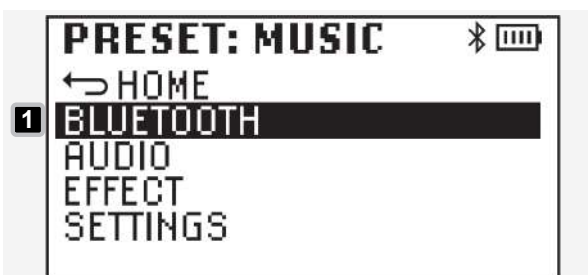 PRESET: MUSIC
HOME
1 BLUETOOTH
AUDIO
EFFECT
SETTINGS